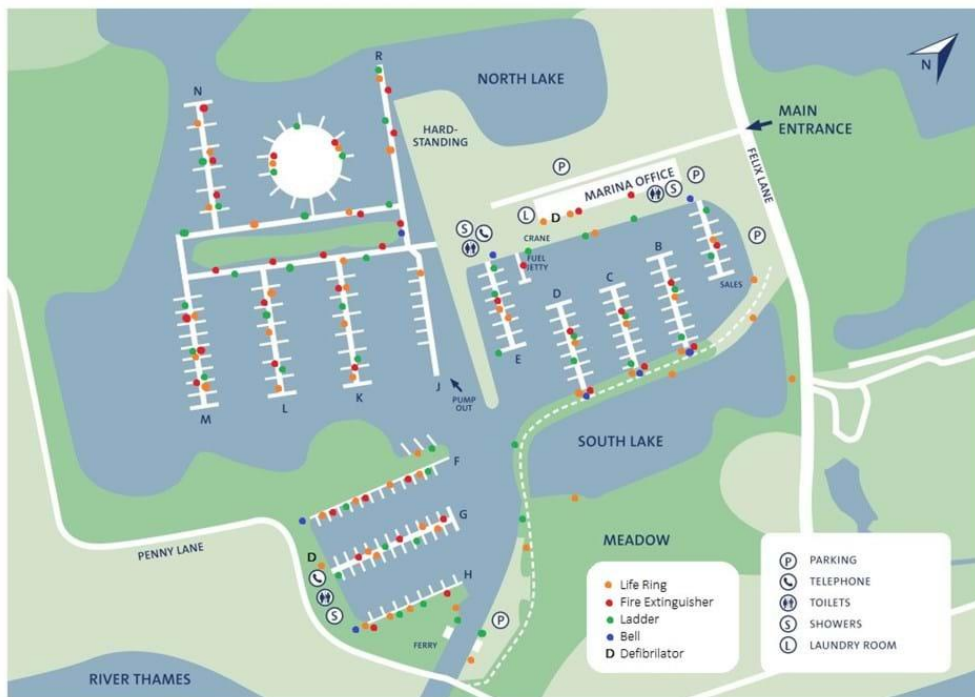 R
NORTH LAKE
N
N
MAIN
ENTRANCE
HARD-
STANDING
P
MARINA OFFICE
S
P
FELIX LANE
L
D
S
CRANE
P
FUEL
JETTY
B
C
D
SALES
E
J
PUMP
OUT
K
L
M
SOUTH LAKE
F
G
PENNY LANE
D
H
S
MEADOW
P
FERRY
RIVER THAMES
Life Ring
Fire Extinguisher
Ladder
Bell
D Defibrilator
P PARKING
TELEPHONE
TOILETS
S SHOWERS
L LAUNDRY ROOM